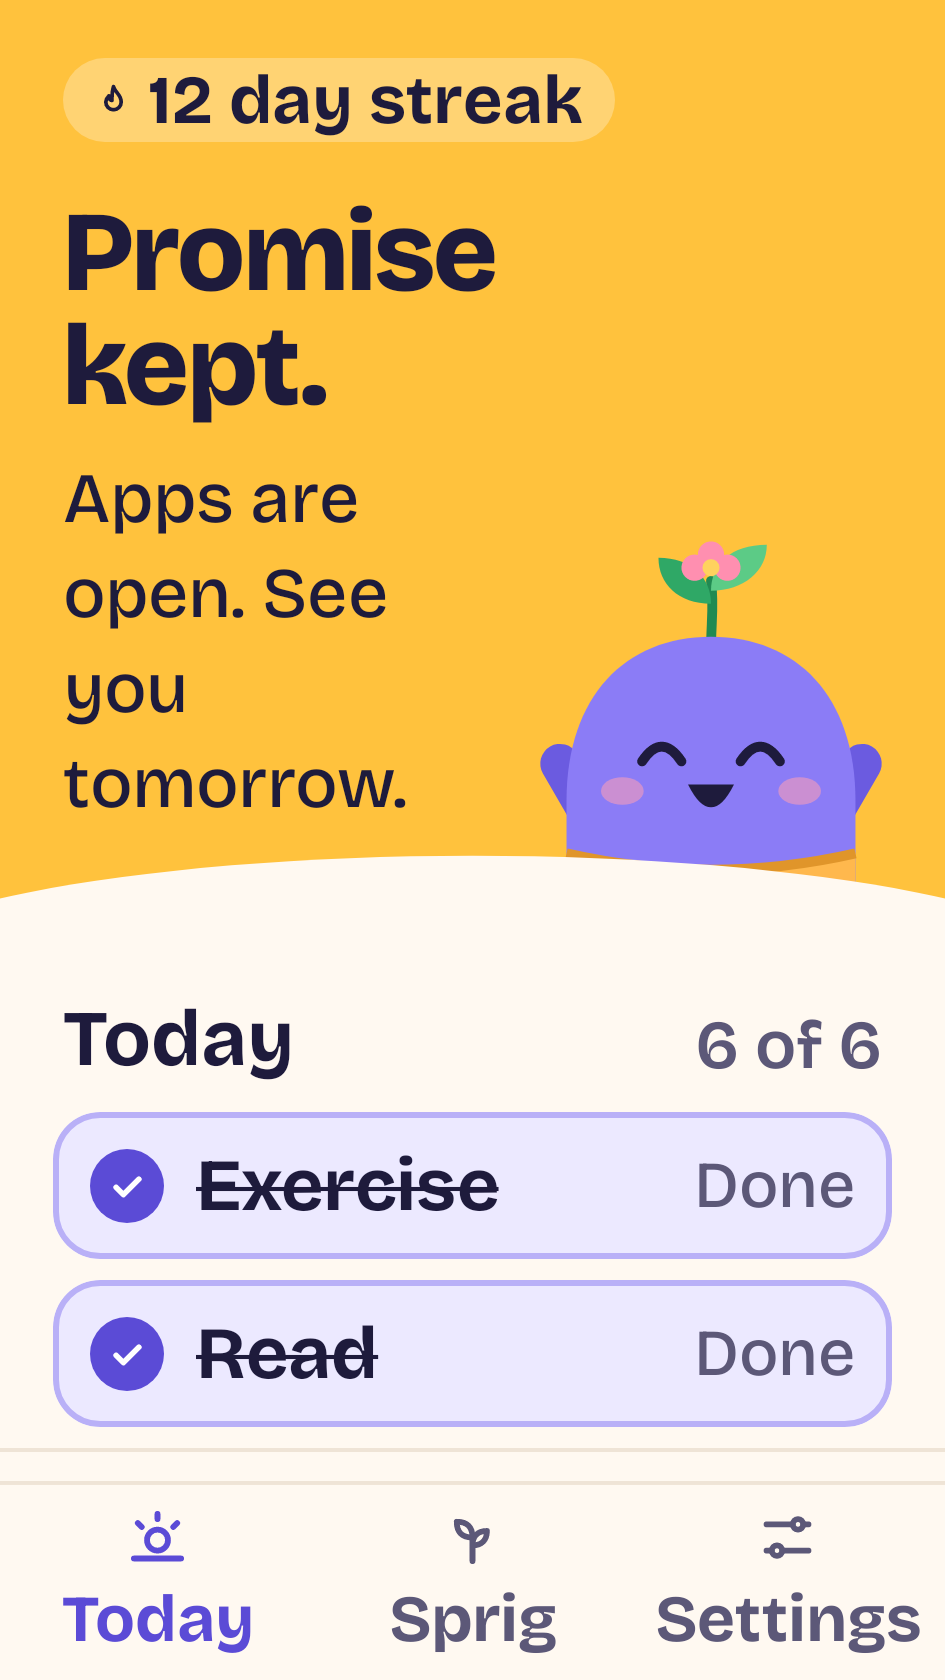 12 day streak
Promise
kept.
Apps are
open. See
you
tomorrow.
Today 6 of 6
Exercise Done
Read Done
Today Sprig Settings